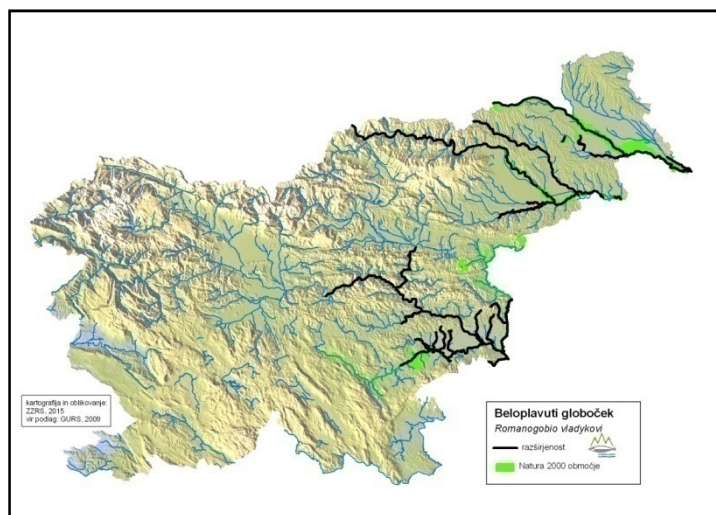 kartografija in oblikovanje:
ZZRS, 2015
vir podlag: GURS, 2009
Beloplavuti globoček
Romanogobio vladykovi
razširjenost
Natura 2000 območje